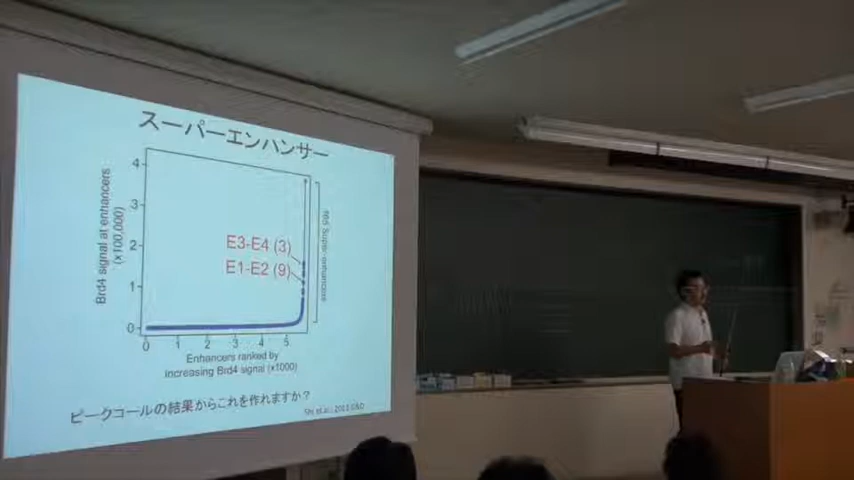 スーパーエンハンサー
Brd4 signal at enhancers
(x100,000)
4
3
2
1
0
E3-E4 (3)
E1-E2 (9)
Super-enhancers
0 1 2 3 4 5
Enhancers ranked by
increasing Brd4 signal (x1000)
ピークコールの結果からこれを作れますか？